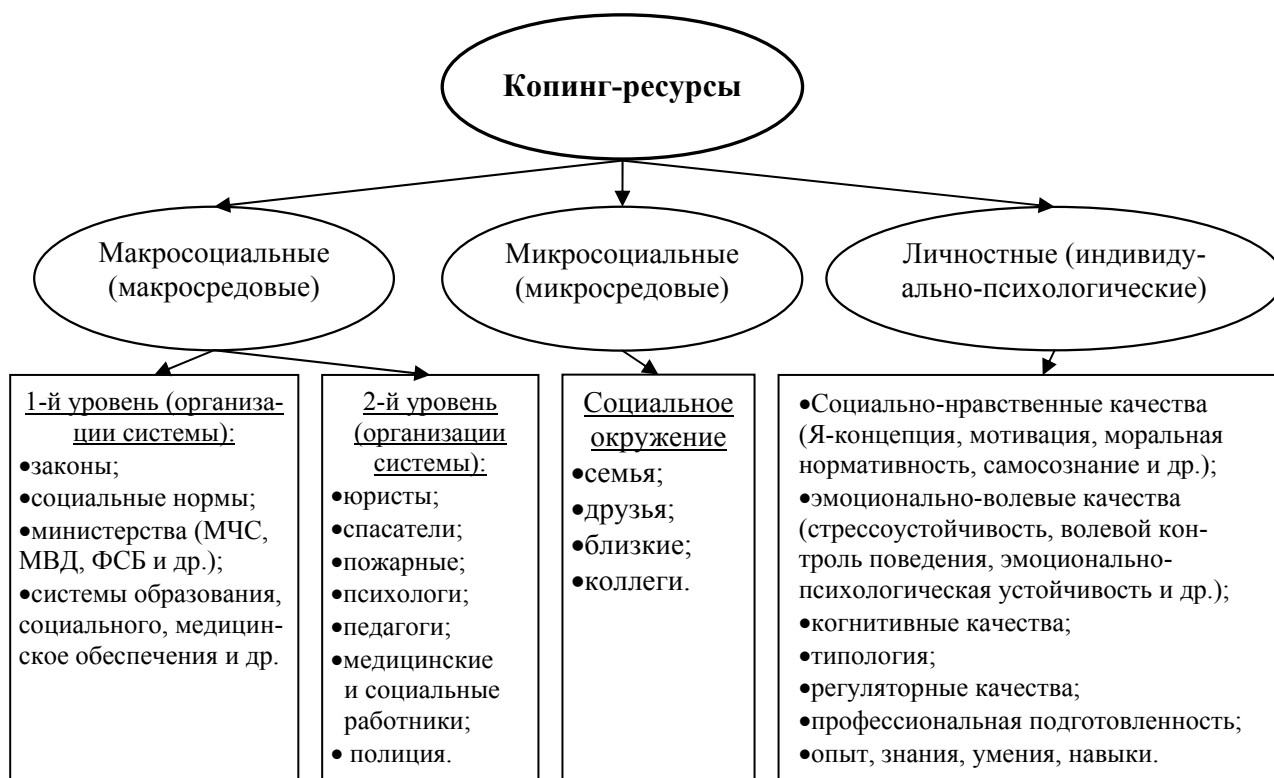 Копинг-ресурсы
Макросоциальные
(макросредовые)
Микросоциальные
(микросредовые)
Личностные (индивиду-
ально-психологические)
1-й уровень (организа-
ции системы):
•законы;
•социальные нормы;
•министерства (МЧС,
МВД, ФСБ и др.);
•системы образования,
социального, медицин-
ское обеспечения и др.
2-й уровень
(организации
системы):
•юристы;
•спасатели;
•пожарные;
•психологи;
•педагоги;
•медицинские
и социальные
работники;
• полиция.
Социальное
окружение
•семья;
•друзья;
•близкие;
•коллеги.
•Социально-нравственные качества
(Я-концепция, мотивация, моральная
нормативность, самосознание и др.);
•эмоционально-волевые качества
(стрессоустойчивость, волевой кон-
троль поведения, эмоционально-
психологическая устойчивость и др.);
•когнитивные качества;
•типология;
•регуляторные качества;
•профессиональная подготовленность;
•опыт, знания, умения, навыки.